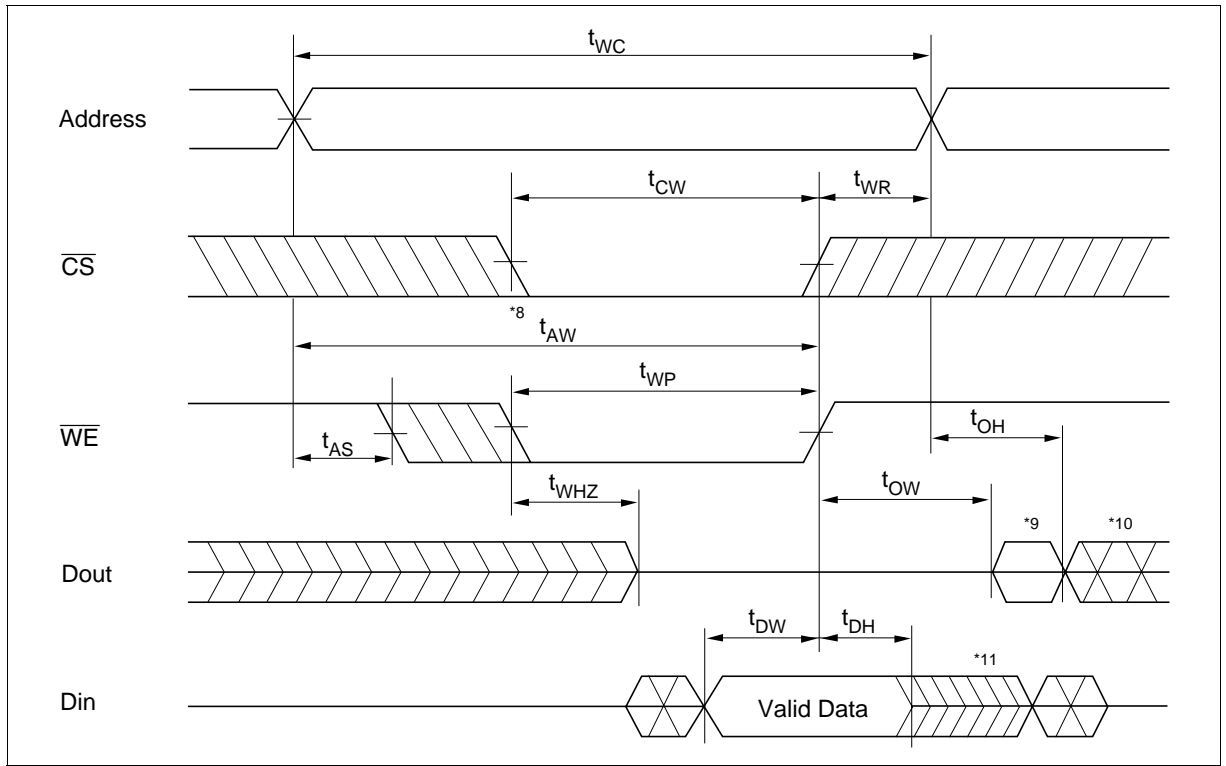 tWC
Address
tCW
tWR
CS
*8
tAW
tWP
WE
tAS
tOH
tWHZ
tOW
*9
*10
Dout
tDW
tDH
*11
Din
Valid Data